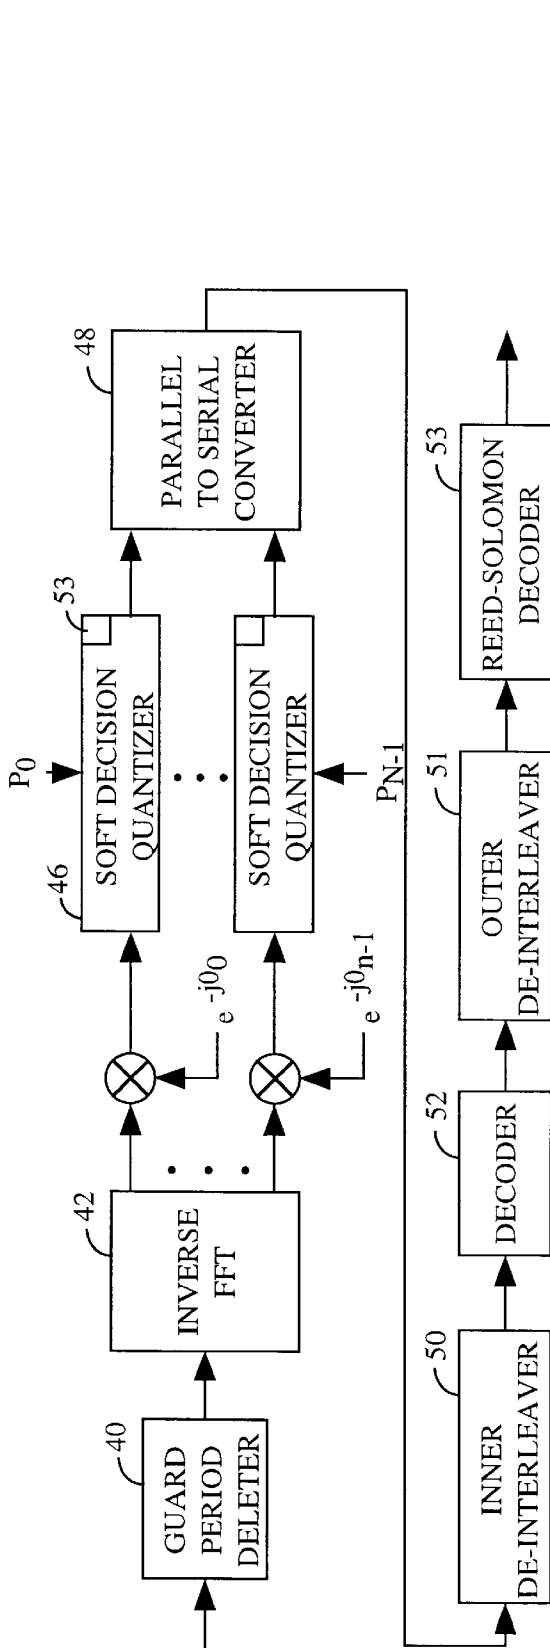 40
GUARD
PERIOD
DELETER
42
INVERSE
FFT
e -j0₀
e -j0n-1
P0
46
SOFT DECISION
QUANTIZER
53
SOFT DECISION
QUANTIZER
PN-1
48
PARALLEL
TO SERIAL
CONVERTER
50
INNER
DE-INTERLEAVER
52
DECODER
51
OUTER
DE-INTERLEAVER
53
REED-SOLOMON
DECODER